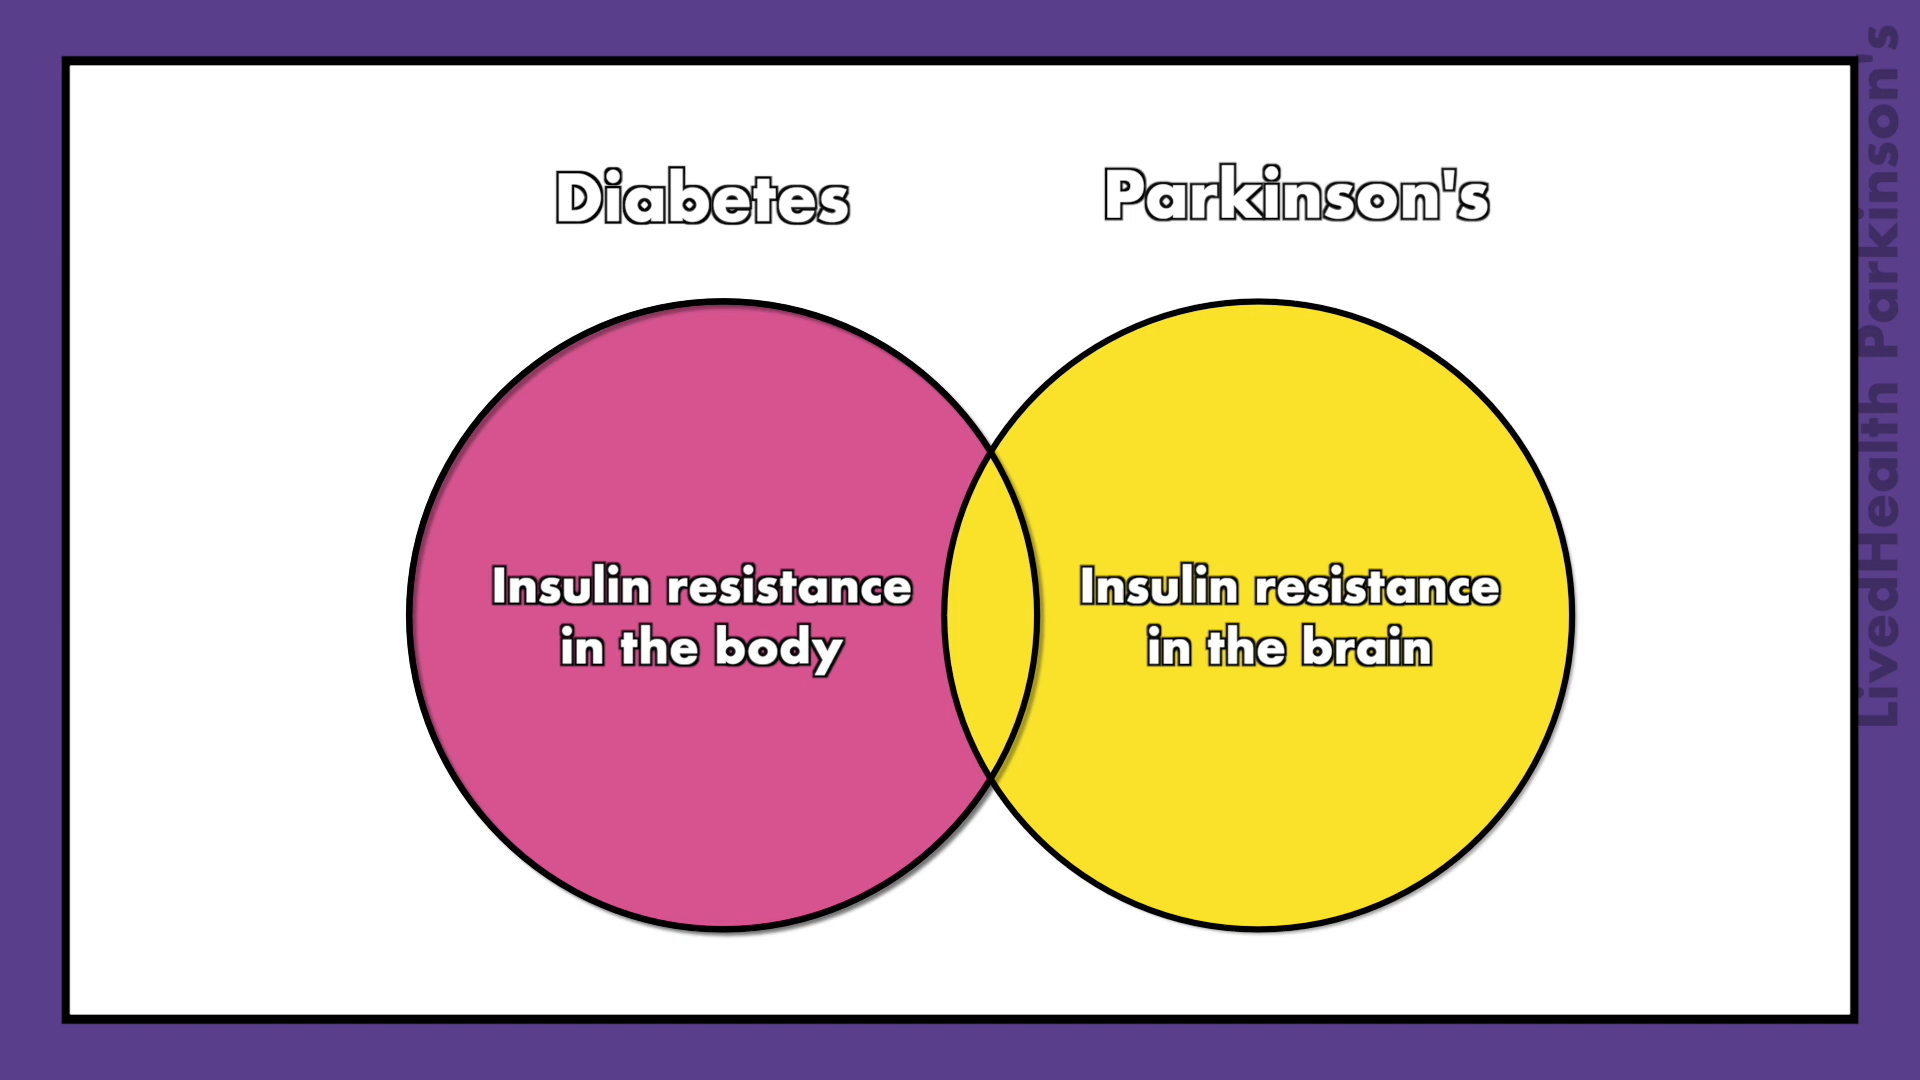 Diabetes
Parkinson's
Insulin resistance
in the body
Insulin resistance
in the brain
LivedHealth Parkinson's